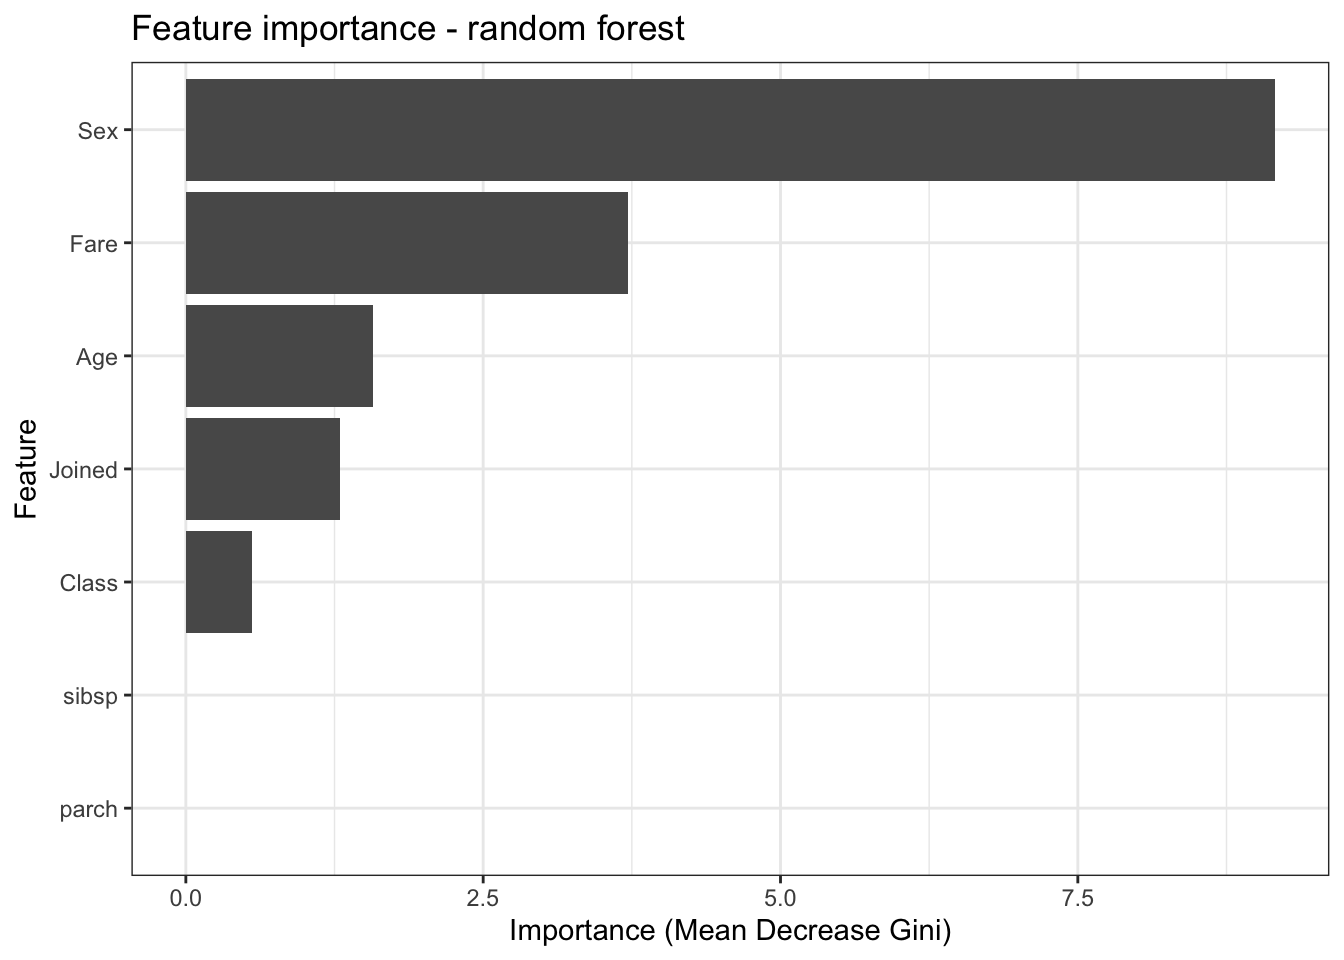 Feature importance - random forest
Feature
Sex
Fare
Age
Joined
Class
sibsp
parch
0.0 2.5 5.0 7.5
Importance (Mean Decrease Gini)